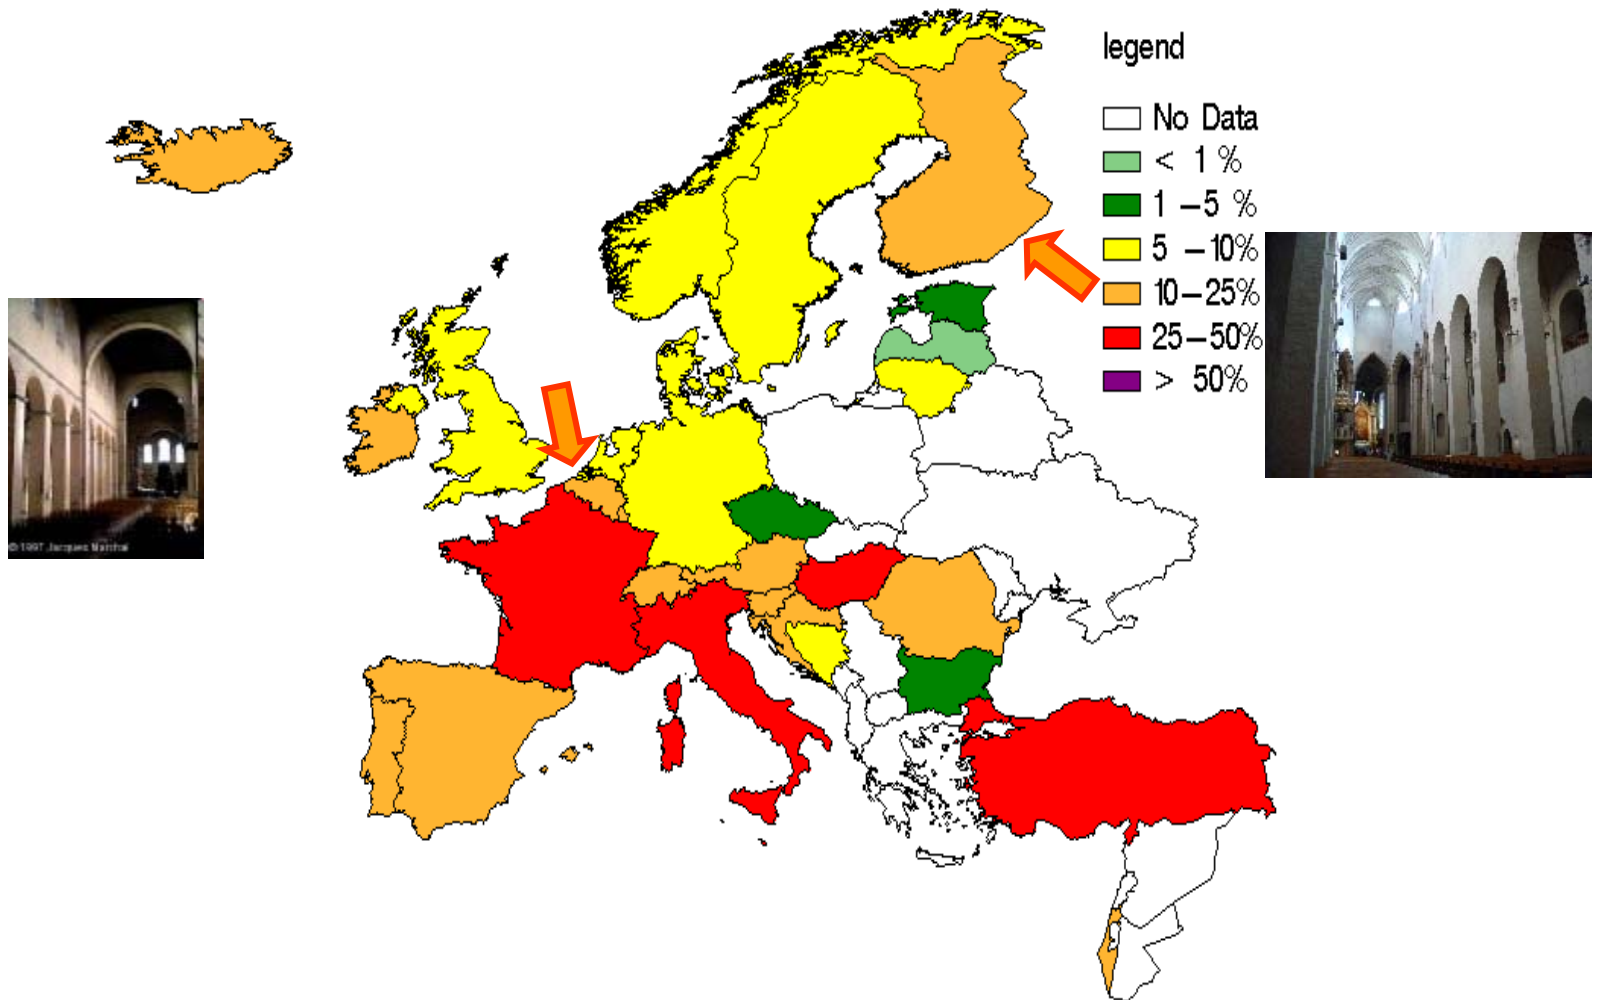 legend
No Data
< 1 %
1 –5 %
5 –10%
10–25%
25–50%
> 50%
© 1997 Jacques Marchal